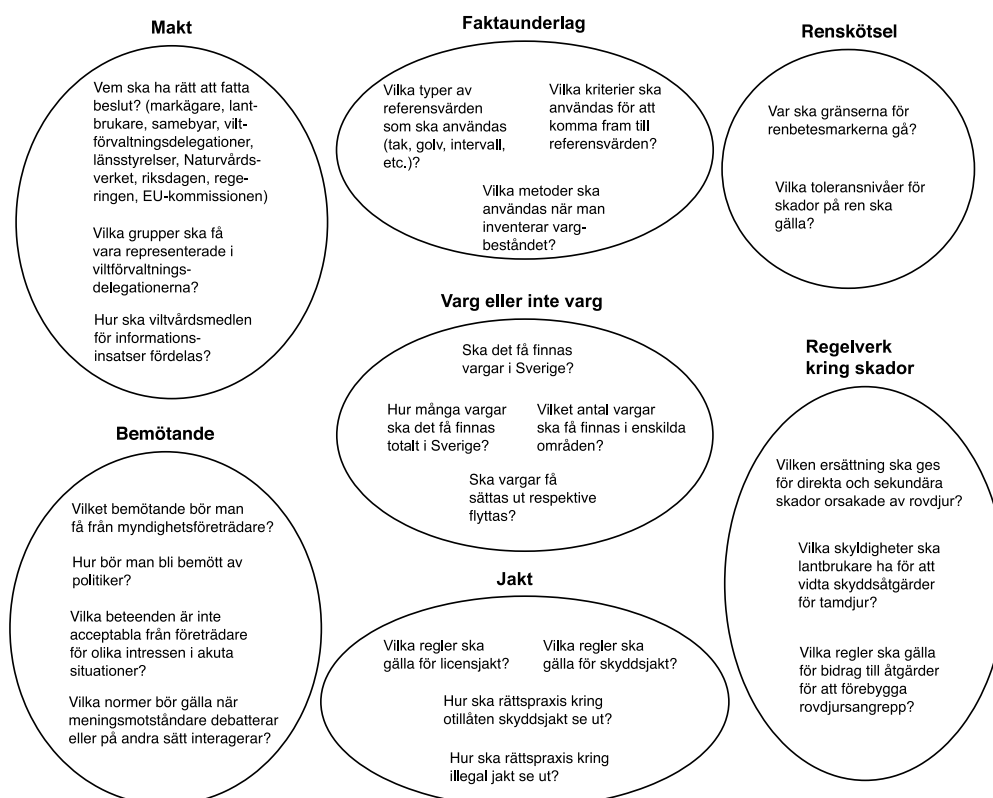 Makt
Vem ska ha rätt att fatta
beslut? (markägare, lant-
brukare, samebyar, vilt-
förvaltningsdelegationer,
länsstyrelser, Naturvårds-
verket, riksdagen, rege-
ringen, EU-kommissionen)
Vilka grupper ska få
vara representerade i
viltförvaltnings-
delegationerna?
Hur ska viltvårdsmedlen
för informations-
insatser fördelas?
Faktaunderlag
Vilka typer av
referensvärden
som ska användas
(tak, golv, intervall,
etc.)?
Vilka kriterier ska
användas för att
komma fram till
referensvärden?
Vilka metoder ska
användas när man
inventerar varg-
beståndet?
Renskötsel
Var ska gränserna för
renbetesmarkerna gå?
Vilka toleransnivåer för
skador på ren ska
gälla?
Varg eller inte varg
Ska det få finnas
vargar i Sverige?
Hur många vargar
ska det få finnas
totalt i Sverige?
Vilket antal vargar
ska få finnas i enskilda
områden?
Ska vargar få
sättas ut respektive
flyttas?
Regelverk
kring skador
Vilken ersättning ska ges
för direkta och sekundära
skador orsakade av rovdjur?
Vilka skyldigheter ska
lantbrukare ha för att
vidta skyddsåtgärder
för tamdjur?
Vilka regler ska gälla
för bidrag till åtgärder
för att förebygga
rovdjursangrepp?
Bemötande
Vilket bemötande bör man
få från myndighetsföreträdare?
Hur bör man bli bemött av
politiker?
Vilka beteenden är inte
acceptabla från företrädare
för olika intressen i akuta
situationer?
Vilka normer bör gälla när
meningsmotståndare debatterar
eller på andra sätt interagerar?
Jakt
Vilka regler ska
gälla för licensjakt?
Vilka regler ska
gälla för skyddsjakt?
Hur ska rättspraxis kring
otillåten skyddsjakt se ut?
Hur ska rättspraxis kring
illegal jakt se ut?